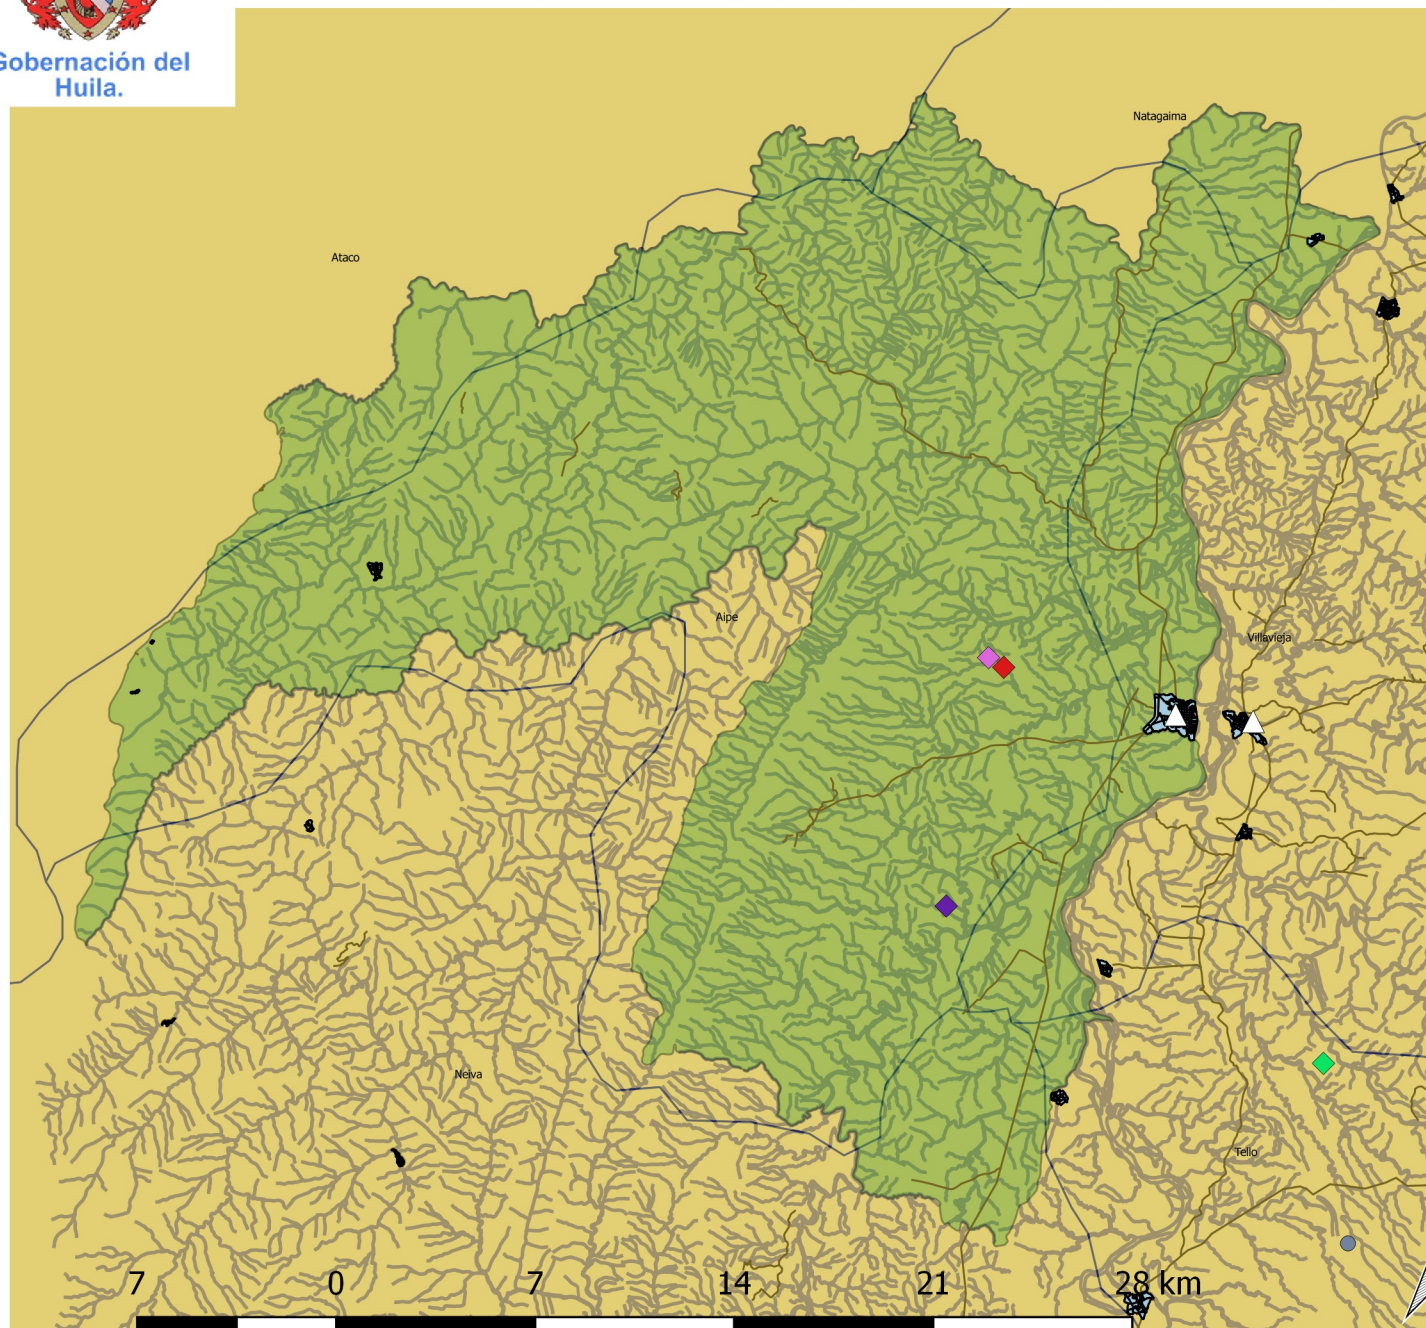 Gobernación del
Huila.
Natagaima
Ataco
Aipe
Villavieja
Neiva
Tello
7 0 7 14 21 28 km